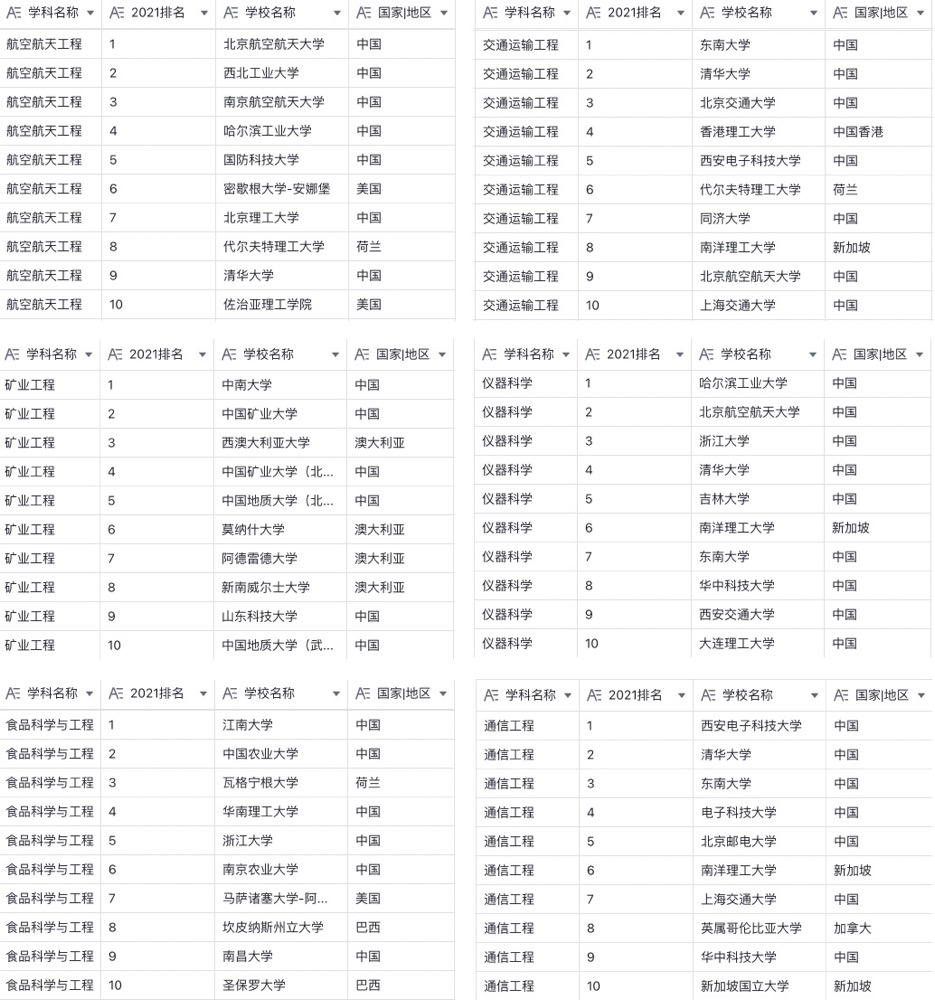 学科名称 2021排名 学校名称 国家|地区
航空航天工程 1 北京航空航天大学 中国
航空航天工程 2 西北工业大学 中国
航空航天工程 3 南京航空航天大学 中国
航空航天工程 4 哈尔滨工业大学 中国
航空航天工程 5 国防科技大学 中国
航空航天工程 6 密歇根大学-安娜堡 美国
航空航天工程 7 北京理工大学 中国
航空航天工程 8 代尔夫特理工大学 荷兰
航空航天工程 9 清华大学 中国
航空航天工程 10 佐治亚理工学院 美国
学科名称 2021排名 学校名称 国家|地区
交通运输工程 1 东南大学 中国
交通运输工程 2 清华大学 中国
交通运输工程 3 北京交通大学 中国
交通运输工程 4 香港理工大学 中国香港
交通运输工程 5 西安电子科技大学 中国
交通运输工程 6 代尔夫特理工大学 荷兰
交通运输工程 7 同济大学 中国
交通运输工程 8 南洋理工大学 新加坡
交通运输工程 9 北京航空航天大学 中国
交通运输工程 10 上海交通大学 中国
学科名称 2021排名 学校名称 国家|地区
矿业工程 1 中南大学 中国
矿业工程 2 中国矿业大学 中国
矿业工程 3 西澳大利亚大学 澳大利亚
矿业工程 4 中国矿业大学（北... 中国
矿业工程 5 中国地质大学（北... 中国
矿业工程 6 莫纳什大学 澳大利亚
矿业工程 7 阿德雷德大学 澳大利亚
矿业工程 8 新南威尔士大学 澳大利亚
矿业工程 9 山东科技大学 中国
矿业工程 10 中国地质大学（武... 中国
学科名称 2021排名 学校名称 国家|地区
仪器科学 1 哈尔滨工业大学 中国
仪器科学 2 北京航空航天大学 中国
仪器科学 3 浙江大学 中国
仪器科学 4 清华大学 中国
仪器科学 5 吉林大学 中国
仪器科学 6 南洋理工大学 新加坡
仪器科学 7 东南大学 中国
仪器科学 8 华中科技大学 中国
仪器科学 9 西安交通大学 中国
仪器科学 10 大连理工大学 中国
学科名称 2021排名 学校名称 国家|地区
食品科学与工程 1 江南大学 中国
食品科学与工程 2 中国农业大学 中国
食品科学与工程 3 瓦格宁根大学 荷兰
食品科学与工程 4 华南理工大学 中国
食品科学与工程 5 浙江大学 中国
食品科学与工程 6 南京农业大学 中国
食品科学与工程 7 马萨诸塞大学-阿... 美国
食品科学与工程 8 坎皮纳斯州立大学 巴西
食品科学与工程 9 南昌大学 中国
食品科学与工程 10 圣保罗大学 巴西
学科名称 2021排名 学校名称 国家|地区
通信工程 1 西安电子科技大学 中国
通信工程 2 清华大学 中国
通信工程 3 东南大学 中国
通信工程 4 电子科技大学 中国
通信工程 5 北京邮电大学 中国
通信工程 6 南洋理工大学 新加坡
通信工程 7 上海交通大学 中国
通信工程 8 英属哥伦比亚大学 加拿大
通信工程 9 华中科技大学 中国
通信工程 10 新加坡国立大学 新加坡